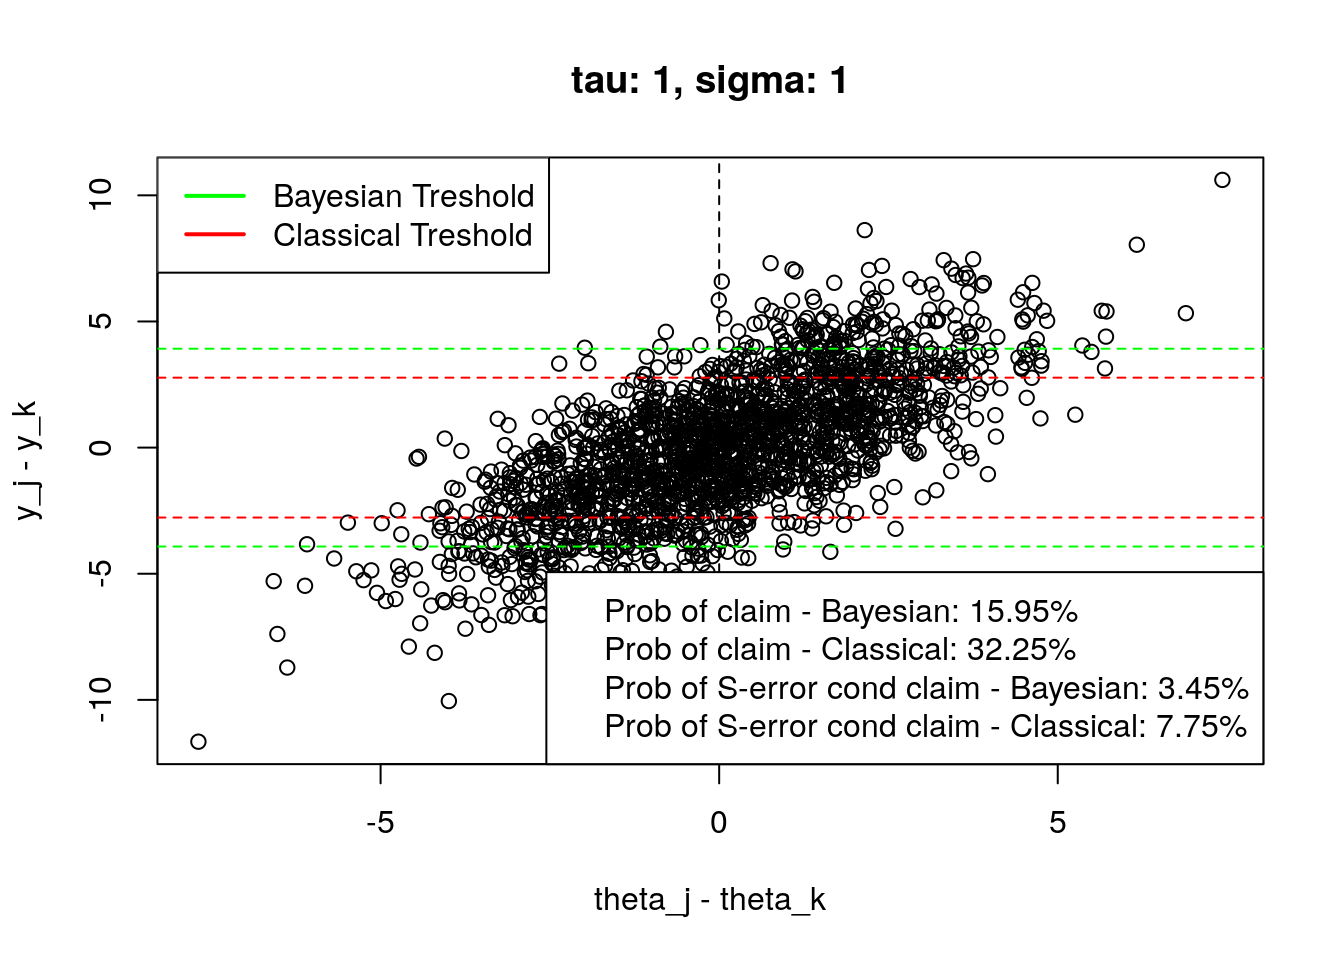 tau: 1, sigma: 1
Bayesian Treshold
Classical Treshold
10
5
0
-5
-10
y_j - y_k
Prob of claim - Bayesian: 15.95%
Prob of claim - Classical: 32.25%
Prob of S-error cond claim - Bayesian: 3.45%
Prob of S-error cond claim - Classical: 7.75%
-5
0
5
theta_j - theta_k